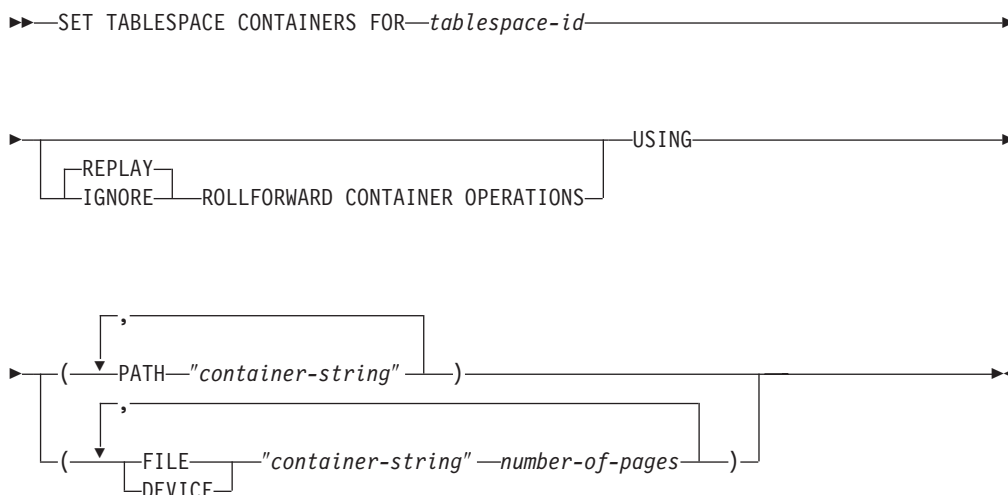 SET TABLESPACE CONTAINERS FOR tablespace-id
USING
REPLAY
IGNORE ROLLFORWARD CONTAINER OPERATIONS
,
( PATH "container-string" )
,
( FILE "container-string" number-of-pages )
DEVICE